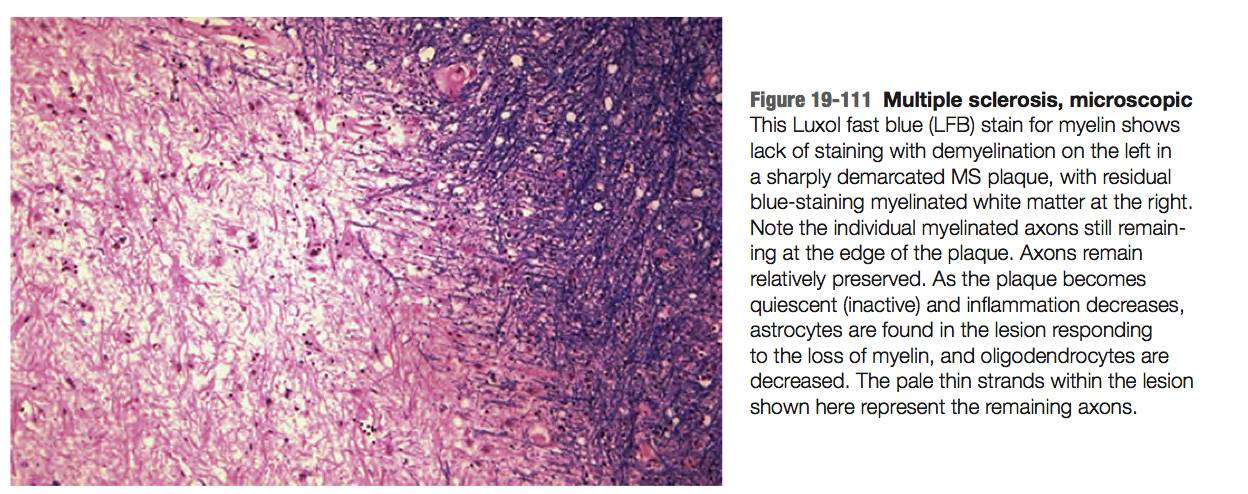 Figure 19-111 Multiple sclerosis, microscopic
This Luxol fast blue (LFB) stain for myelin shows
lack of staining with demyelination on the left in
a sharply demarcated MS plaque, with residual
blue-staining myelinated white matter at the right.
Note the individual myelinated axons still remain-
ing at the edge of the plaque. Axons remain
relatively preserved. As the plaque becomes
quiescent (inactive) and inflammation decreases,
astrocytes are found in the lesion responding
to the loss of myelin, and oligodendrocytes are
decreased. The pale thin strands within the lesion
shown here represent the remaining axons.